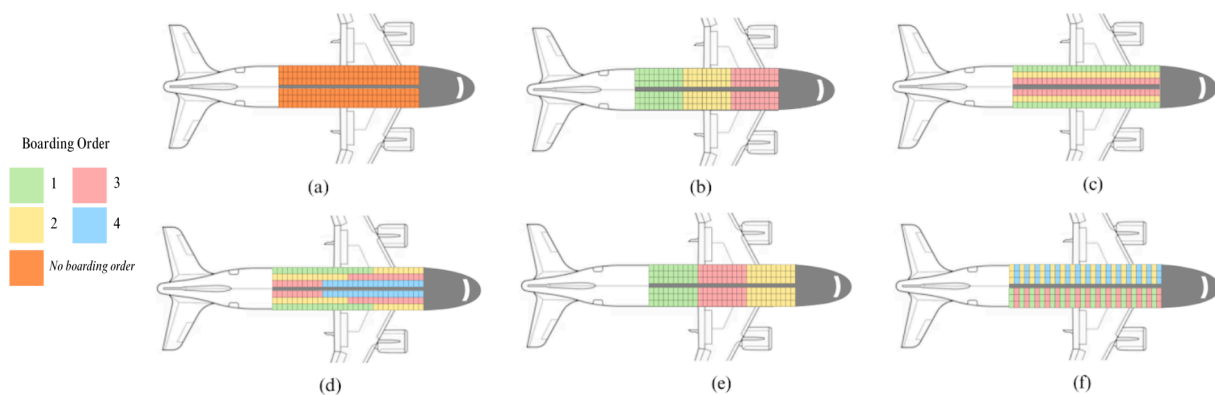 (a)
(b)
(c)
Boarding Order
1 3
2 4
No boarding order
(d)
(e)
(f)